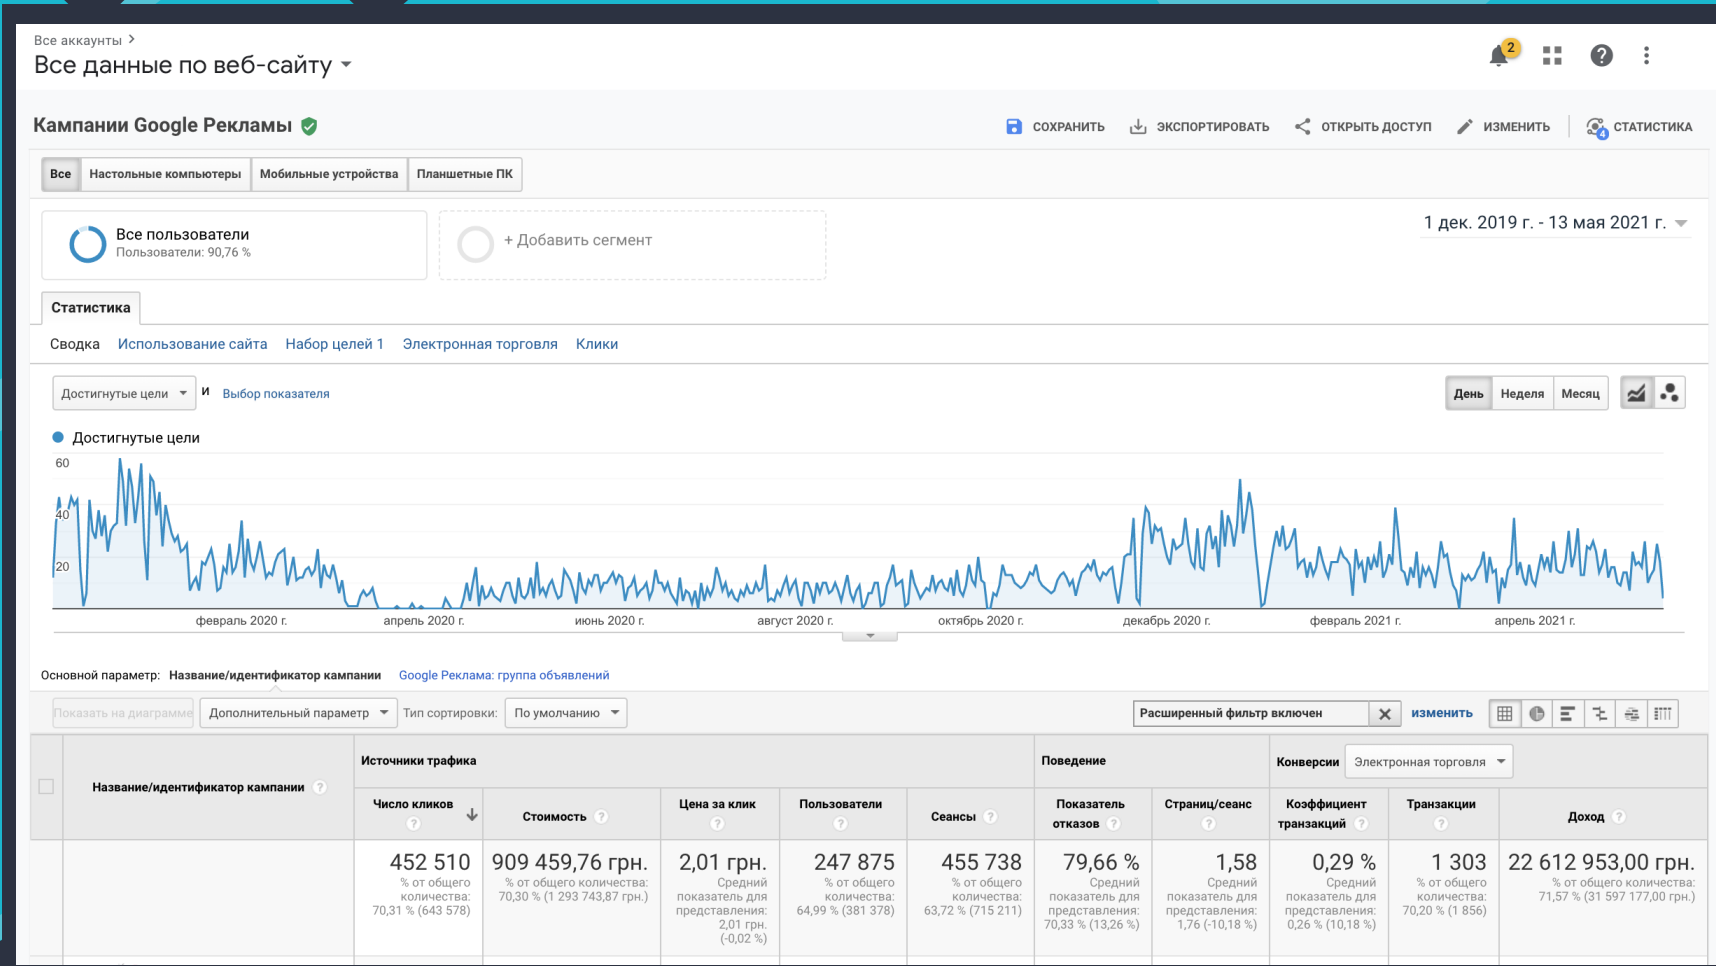 Все аккаунты
Все данные по веб-сайту
2
Кампании Google Рекламы
СОХРАНИТЬ
ЭКСПОРТИРОВАТЬ
ОТКРЫТЬ ДОСТУП
ИЗМЕНИТЬ
4
СТАТИСТИКА
Все
Настольные компьютеры
Мобильные устройства
Планшетные ПК
Все пользователи
Пользователи: 90,76 %
+ Добавить сегмент
1 дек. 2019 г. - 13 мая 2021 г.
Статистика
Сводка
Использование сайта
Набор целей 1
Электронная торговля
Клики
Достигнутые цели
и
Выбор показателя
День
Неделя
Месяц
Достигнутые цели
60
40
20
февраль 2020 г.
апрель 2020 г.
июнь 2020 г.
август 2020 г.
октябрь 2020 г.
декабрь 2020 г.
февраль 2021 г.
апрель 2021 г.
Основной параметр:
Название/идентификатор кампании
Google Реклама: группа объявлений
Показать на диаграмме
Дополнительный параметр
Тип сортировки:
По умолчанию
Расширенный фильтр включен
изменить
Название/идентификатор кампании
Источники трафика
Поведение
Конверсии
Электронная торговля
Число кликов
Стоимость
Цена за клик
Пользователи
Сеансы
Показатель
отказов
Страниц/сеанс
Коэффициент
транзакций
Транзакции
Доход
452 510
% от общего
количества:
70,31 % (643 578)
909 459,76 грн.
% от общего количества:
70,30 % (1 293 743,87 грн.)
2,01 грн.
Средний
показатель для
представления:
2,01 грн.
(-0,02 %)
247 875
% от общего
количества:
64,99 % (381 378)
455 738
% от общего
количества:
63,72 % (715 211)
79,66 %
Средний
показатель для
представления:
70,33 % (13,26 %)
1,58
Средний
показатель для
представления:
1,76 (-10,18 %)
0,29 %
Средний
показатель для
представления:
0,26 % (10,18 %)
1 303
% от общего
количества:
70,20 % (1 856)
22 612 953,00 грн.
% от общего количества:
71,57 % (31 597 177,00 грн.)